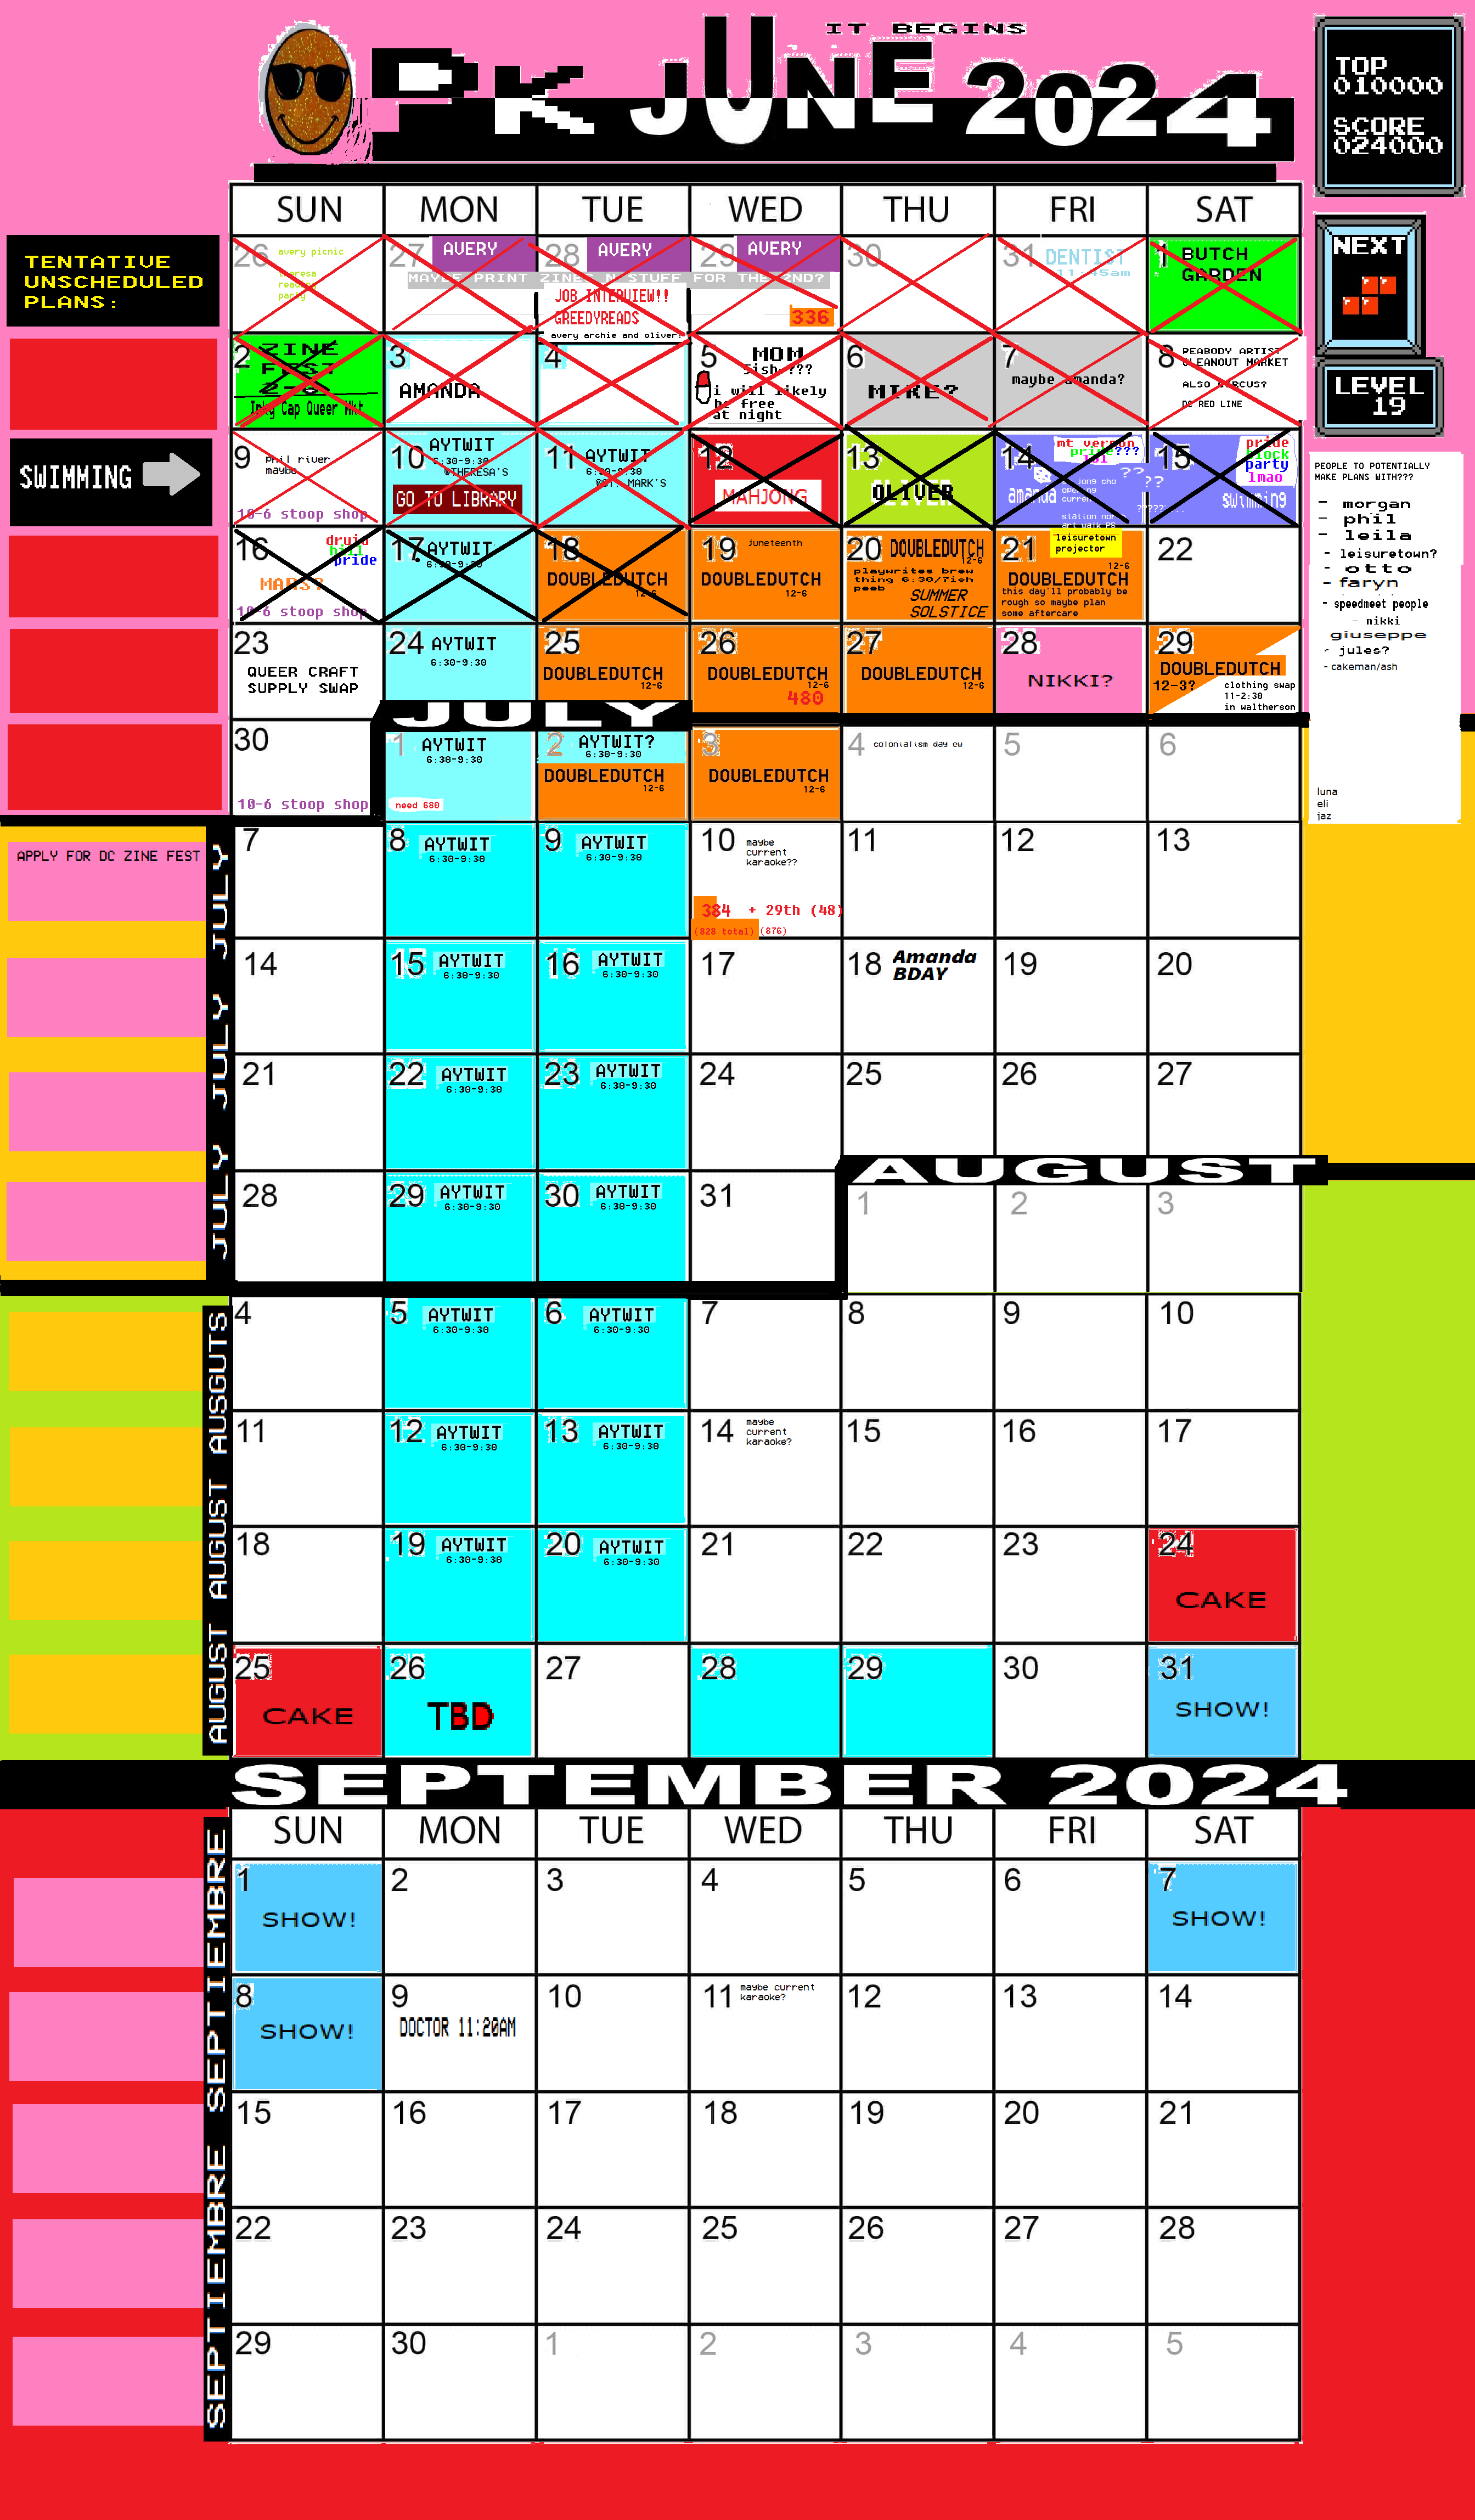 IT BEGINS
PK JUNE 2024
TOP
010000
SCORE
024000
NEXT
LEVEL
19
TENTATIVE
UNSCHEDULED
PLANS:
SWIMMING
SUN MON TUE WED THU FRI SAT
26 avery picnic
theresa
party
27 AVERY
28 AVERY
29 AVERY
MAYBE PRINT ZINES N STUFF FOR THE 2ND?
JOB INTERVIEW!!
GREEDYREADS
avery archie and oliver?
336
30
31 DENTIST
11:45am
1 BUTCH
GARDEN
2 ZINE
FEST
2-8
Inky Cap Queer Mkt
3
AMANDA
4
5 MOM
5ish???
i will likely
be free
at night
6
MIKE?
7
maybe amanda?
8 PEABODY ARTIST
CLEANOUT MARKET
ALSO CIRCUS?
DC RED LINE
9 phil river
maybe
10-6 stoop shop
10 AYTWIT
6:30-9:30
@THERESA'S
GO TO LIBRARY
11 AYTWIT
6:30-9:30
@ST. MARK'S
12
MAHJONG
13
OLIVER
14 mt vernon
pride???
lol
amanda
jong cho
opening
current
station nor
art walk PS
??
??
15 pride
block
party
lmao
swimming
16 druid
hill
pride
MARS?
10-6 stoop shop
17 AYTWIT
6:30-9:30
18
DOUBLEDUTCH
12-6
19 juneteenth
DOUBLEDUTCH
12-6
20 DOUBLEDUTCH
12-6
playwrites brew
thing 6:30/7ish
peeb
SUMMER
SOLSTICE
21 leisuretown
projector
12-6
DOUBLEDUTCH
this day'll probably be
rough so maybe plan
some aftercare
22
23
QUEER CRAFT
SUPPLY SWAP
24 AYTWIT
6:30-9:30
25
DOUBLEDUTCH
12-6
26
DOUBLEDUTCH
12-6
480
27
DOUBLEDUTCH
12-6
28
NIKKI?
29
DOUBLEDUTCH
12-3?
clothing swap
11-2:30
in waltherson
30
10-6 stoop shop
PEOPLE TO POTENTIALLY
MAKE PLANS WITH???
- morgan
- phil
- leila
- leisuretown?
- otto
- faryn
- speedmeet people
- nikki
giuseppe
- jules?
- cakeman/ash
luna
eli
jaz
JULY
1 AYTWIT
6:30-9:30
need 680
2 AYTWIT?
6:30-9:30
DOUBLEDUTCH
12-6
3
DOUBLEDUTCH
12-6
4 colonialism day ew
5
6
APPLY FOR DC ZINE FEST
JULY JULY JULY JULY
7
8 AYTWIT
6:30-9:30
9 AYTWIT
6:30-9:30
10 maybe
current
karaoke??
384 + 29th (48)
(828 total) (876)
11
12
13
14
15 AYTWIT
6:30-9:30
16 AYTWIT
6:30-9:30
17
18 Amanda
BDAY
19
20
21
22 AYTWIT
6:30-9:30
23 AYTWIT
6:30-9:30
24
25
26
27
28
29 AYTWIT
6:30-9:30
30 AYTWIT
6:30-9:30
31
AUGUST
1
2
3
AUGUST AUGUST AUSGUTS
4
5 AYTWIT
6:30-9:30
6 AYTWIT
6:30-9:30
7
8
9
10
11
12 AYTWIT
6:30-9:30
13 AYTWIT
6:30-9:30
14 maybe
current
karaoke?
15
16
17
18
19 AYTWIT
6:30-9:30
20 AYTWIT
6:30-9:30
21
22
23
24
CAKE
25
CAKE
26
TBD
27
28
29
30
31
SHOW!
SEPTEMBER 2024
SUN MON TUE WED THU FRI SAT
SEPTIEMBRE SEPTIEMBRE
1
SHOW!
2
3
4
5
6
7
SHOW!
8
SHOW!
9
DOCTOR 11:20AM
10
11 maybe current
karaoke?
12
13
14
15
16
17
18
19
20
21
22
23
24
25
26
27
28
29
30
1
2
3
4
5